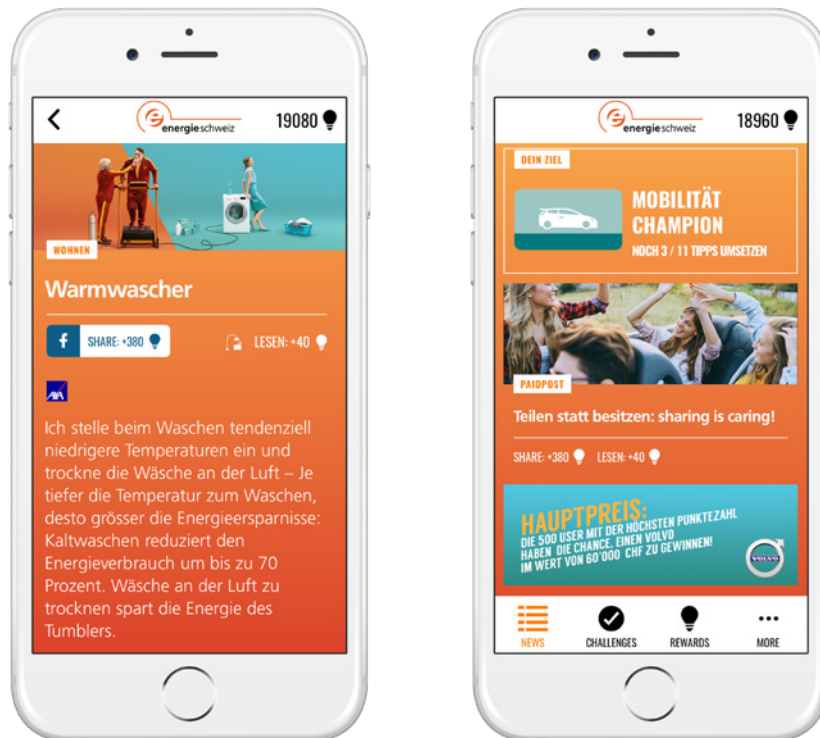 energieschweiz
19080
WOHNEN
Warmwascher
f
SHARE: +380
LESEN: +40
AXA
Ich stelle beim Waschen tendenziell
niedrigere Temperaturen ein und
trockne die Wäsche an der Luft – Je
tiefer die Temperatur zum Waschen,
desto grösser die Energieersparnisse:
Kaltwaschen reduziert den
Energieverbrauch um bis zu 70
Prozent. Wäsche an der Luft zu
trocknen spart die Energie des
Tumblers.
energieschweiz
18960
DEIN ZIEL
MOBILITÄT
CHAMPION
NOCH 3 / 11 TIPPS UMSETZEN
PAIDPOST
Teilen statt besitzen: sharing is caring!
SHARE: +380 LESEN: +40
HAUPTPREIS:
DIE 500 USER MIT DER HÖCHSTEN PUNKTEZAHL
HABEN DIE CHANCE, EINEN VOLVO
IM WERT VON 60'000 CHF ZU GEWINNEN!
VOLVO
NEWS CHALLENGES REWARDS MORE